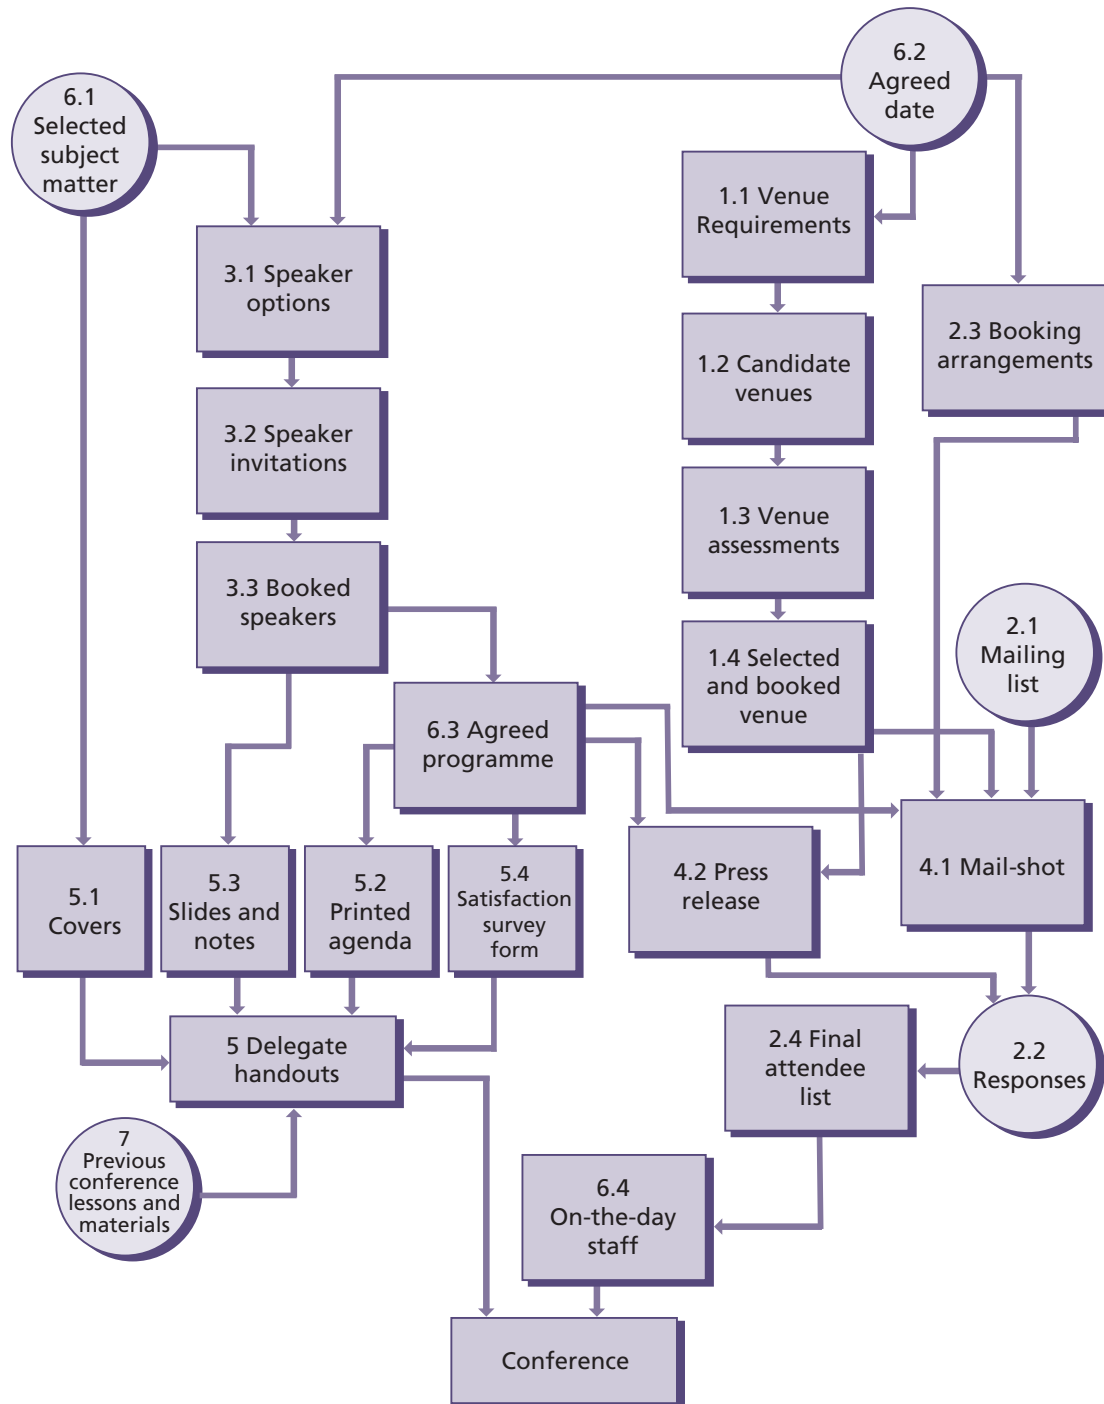 6.1
Selected
subject
matter
6.2
Agreed
date
1.1 Venue
Requirements
3.1 Speaker
options
2.3 Booking
arrangements
1.2 Candidate
venues
3.2 Speaker
invitations
1.3 Venue
assessments
3.3 Booked
speakers
2.1
Mailing
list
1.4 Selected
and booked
venue
6.3 Agreed
programme
5.1
Covers
5.3
Slides and
notes
5.2
Printed
agenda
5.4
Satisfaction
survey
form
4.2 Press
release
4.1 Mail-shot
5 Delegate
handouts
2.4 Final
attendee
list
2.2
Responses
7
Previous
conference
lessons and
materials
6.4
On-the-day
staff
Conference